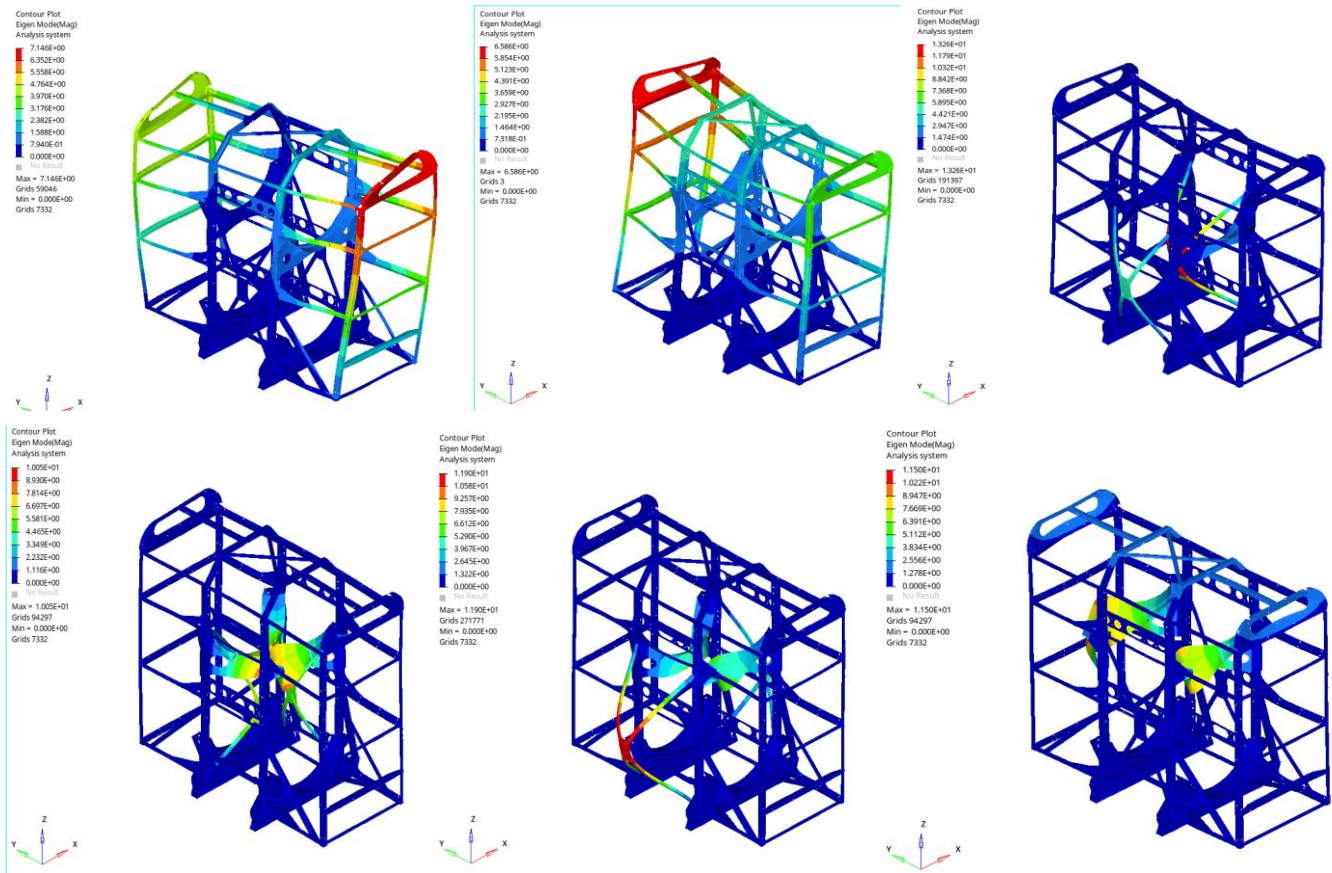 Contour Plot
Eigen Mode(Mag)
Analysis system
7.146E+00
6.352E+00
5.558E+00
4.764E+00
3.970E+00
3.176E+00
2.382E+00
1.588E+00
7.940E-01
0.000E+00
No Result
Max = 7.146E+00
Grids 59046
Min = 0.000E+00
Grids 7332
Z
Y
X
Contour Plot
Eigen Mode(Mag)
Analysis system
6.586E+00
5.854E+00
5.123E+00
4.391E+00
3.659E+00
2.927E+00
2.195E+00
1.464E+00
7.318E-01
0.000E+00
No Result
Max = 6.586E+00
Grids 3
Min = 0.000E+00
Grids 7332
Z
Y
X
Contour Plot
Eigen Mode(Mag)
Analysis system
1.326E+01
1.179E+01
1.032E+01
8.842E+00
7.368E+00
5.895E+00
4.421E+00
2.947E+00
1.474E+00
0.000E+00
No Result
Max = 1.326E+01
Grids 191397
Min = 0.000E+00
Grids 7332
Z
Y
X
Contour Plot
Eigen Mode(Mag)
Analysis system
1.005E+01
8.930E+00
7.814E+00
6.697E+00
5.581E+00
4.465E+00
3.349E+00
2.232E+00
1.116E+00
0.000E+00
No Result
Max = 1.005E+01
Grids 94297
Min = 0.000E+00
Grids 7332
Z
Y
X
Contour Plot
Eigen Mode(Mag)
Analysis system
1.190E+01
1.058E+01
9.257E+00
7.935E+00
6.612E+00
5.290E+00
3.967E+00
2.645E+00
1.322E+00
0.000E+00
No Result
Max = 1.190E+01
Grids 271771
Min = 0.000E+00
Grids 7332
Z
Y
X
Contour Plot
Eigen Mode(Mag)
Analysis system
1.150E+01
1.022E+01
8.947E+00
7.669E+00
6.391E+00
5.112E+00
3.834E+00
2.556E+00
1.278E+00
0.000E+00
No Result
Max = 1.150E+01
Grids 94297
Min = 0.000E+00
Grids 7332
Z
Y
X